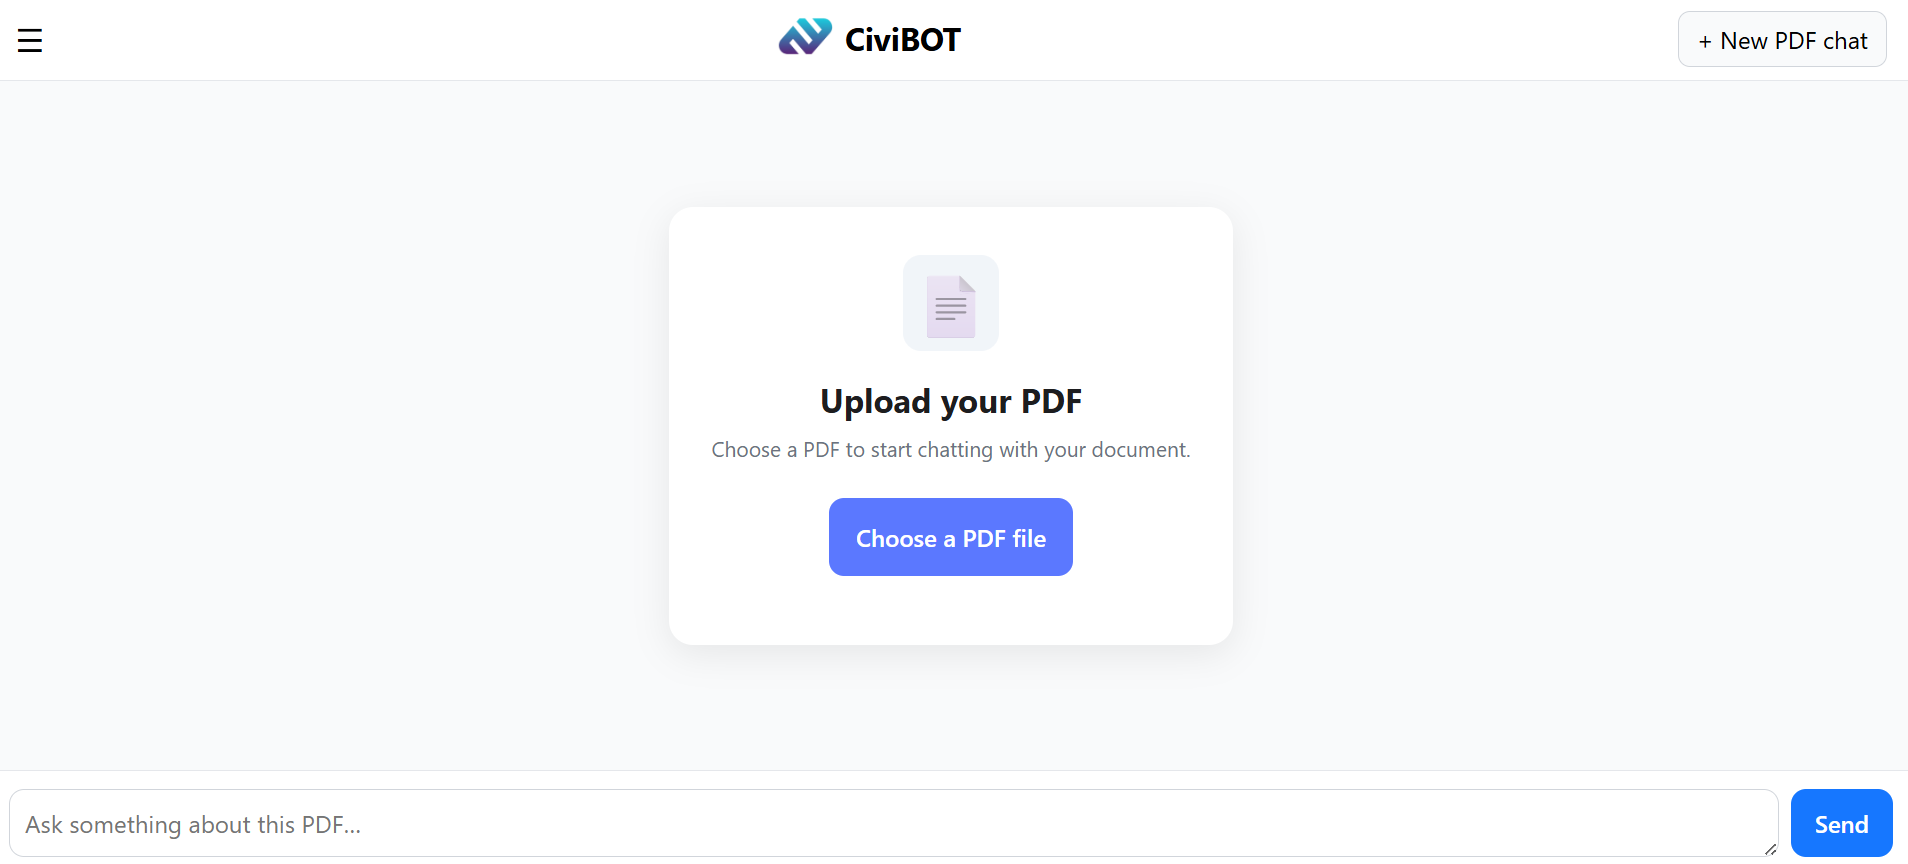 CiviBOT
+ New PDF chat
Upload your PDF
Choose a PDF to start chatting with your document.
Choose a PDF file
Ask something about this PDF...
Send